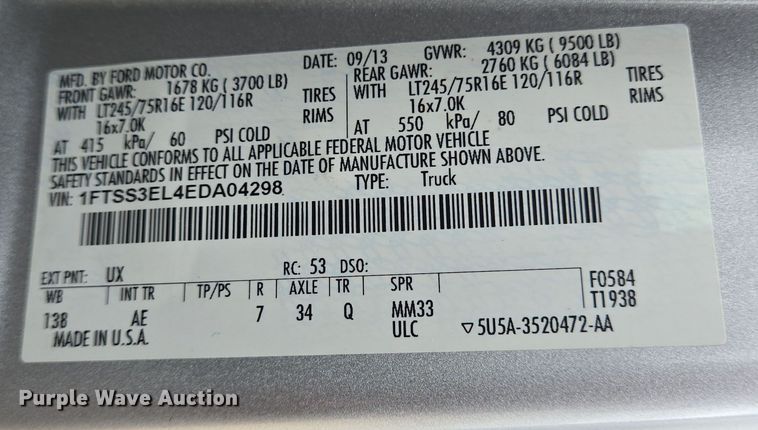 MFD. BY FORD MOTOR CO. DATE: 09/13 GVWR: 4309 KG ( 9500 LB)
FRONT GAWR: 1678 KG ( 3700 LB) REAR GAWR: 2760 KG ( 6084 LB)
WITH LT245/75R16E 120/116R TIRES WITH LT245/75R16E 120/116R TIRES
16x7.0K RIMS 16x7.0K RIMS
AT 415 kPa/ 60 PSI COLD AT 550 kPa/ 80 PSI COLD
THIS VEHICLE CONFORMS TO ALL APPLICABLE FEDERAL MOTOR VEHICLE
SAFETY STANDARDS IN EFFECT ON THE DATE OF MANUFACTURE SHOWN ABOVE.
VIN: 1FTSS3EL4EDA04298 TYPE: Truck
EXT PNT: UX RC: 53 DSO:
WB INT TR TP/PS R AXLE TR SPR F0584
138 AE 7 34 Q MM33 T1938
MADE IN U.S.A. ULC ▽5U5A-3520472-AA
Purple Wave Auction